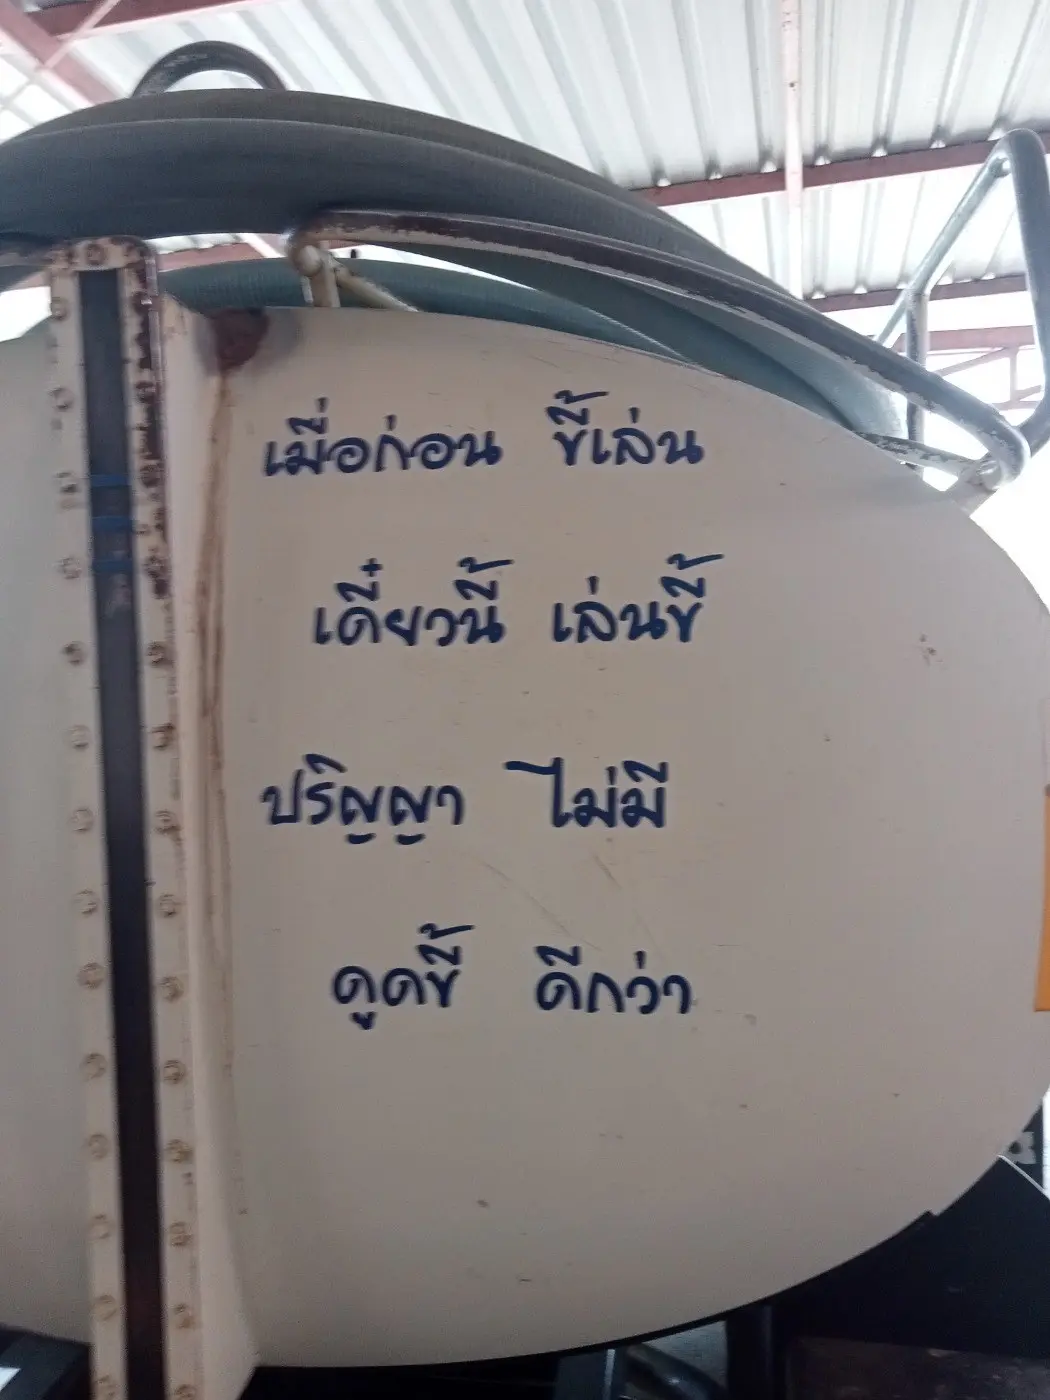 เมื่อก่อน ขี้เล่น
เดี๋ยวนี้ เล่นขี้
ปริญญา ไม่มี
ดูดขี้ ดีกว่า